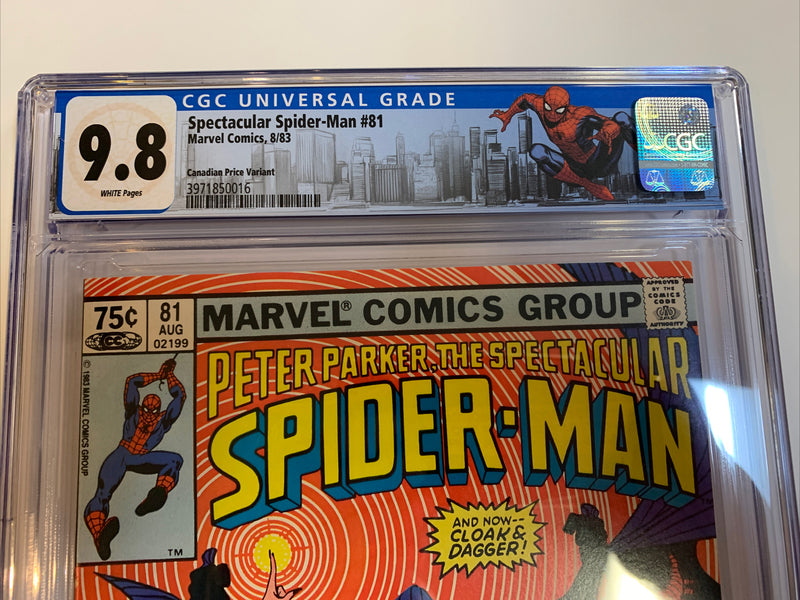 CGC UNIVERSAL GRADE
9.8
WHITE Pages
Spectacular Spider-Man #81
Marvel Comics, 8/83
Canadian Price Variant
3971850016
CGC
75¢
CC
81
AUG
02199
MARVEL® COMICS GROUP
APPROVED
BY THE
COMICS
CODE
AUTHORITY
© 1983 MARVEL COMICS GROUP
TM
PETER PARKER, THE SPECTACULAR
SPIDER-MAN
AND NOW--
CLOAK &
DAGGER!